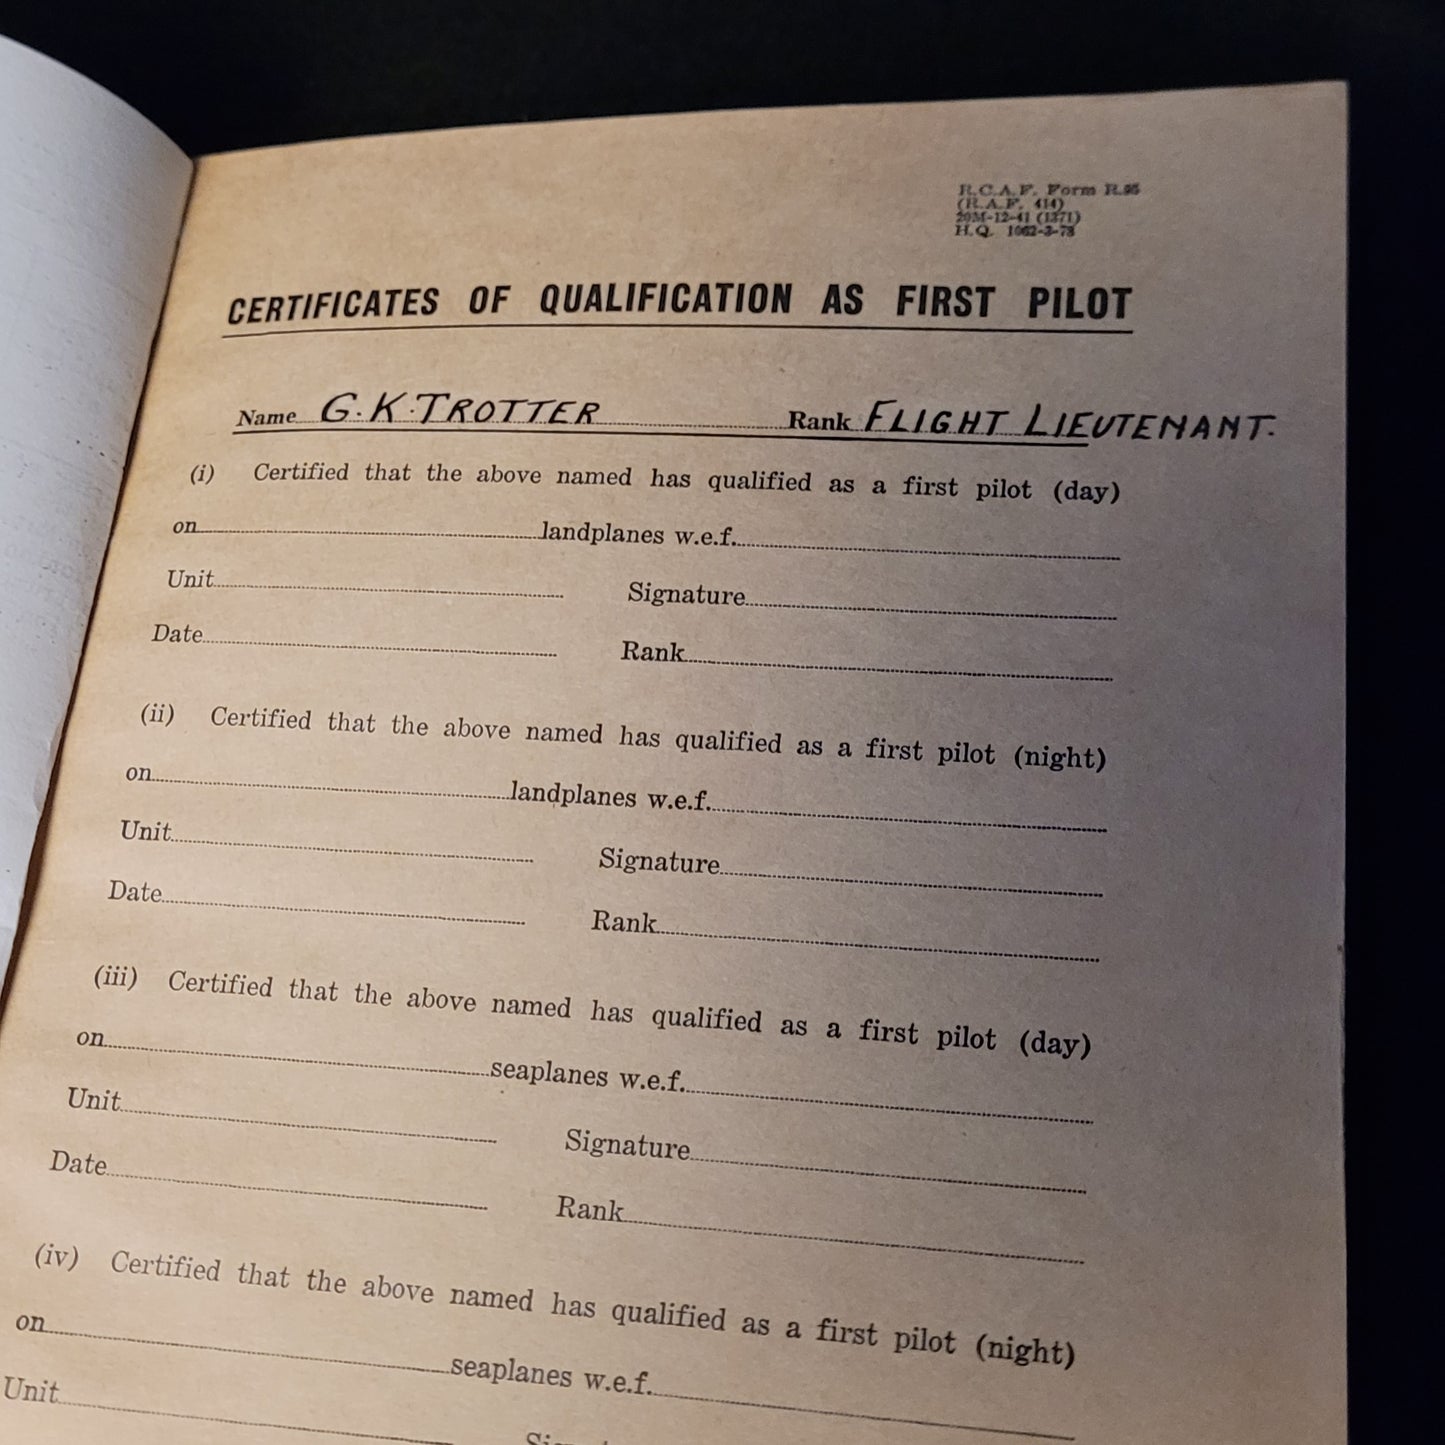 R.C.A.F. Form R.95
(R.A.F. 414)
20M-12-41 (1371)
H.Q. 1062-3-78
CERTIFICATES OF QUALIFICATION AS FIRST PILOT
Name G.K.TROTTER Rank FLIGHT LIEUTENANT.
(i) Certified that the above named has qualified as a first pilot (day)
on landplanes w.e.f.
Unit Signature
Date Rank
(ii) Certified that the above named has qualified as a first pilot (night)
on landplanes w.e.f.
Unit Signature
Date Rank
(iii) Certified that the above named has qualified as a first pilot (day)
on seaplanes w.e.f.
Unit Signature
Date Rank
(iv) Certified that the above named has qualified as a first pilot (night)
on seaplanes w.e.f.
Unit